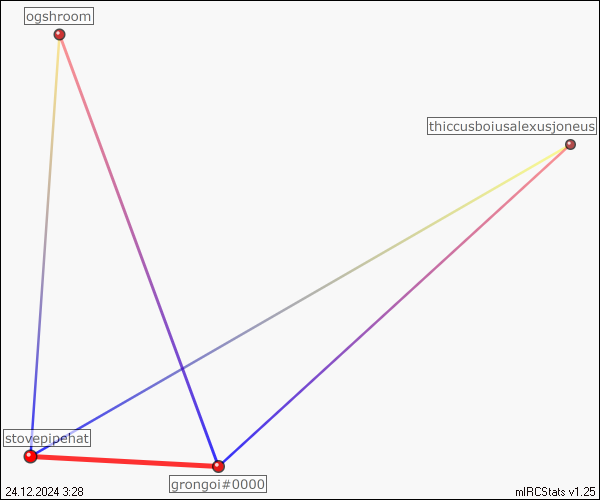 ogshroom
thiccusboiusalexusjoneus
stovepipehat
grongoi#0000
24.12.2024 3:28
mIRCStats v1.25